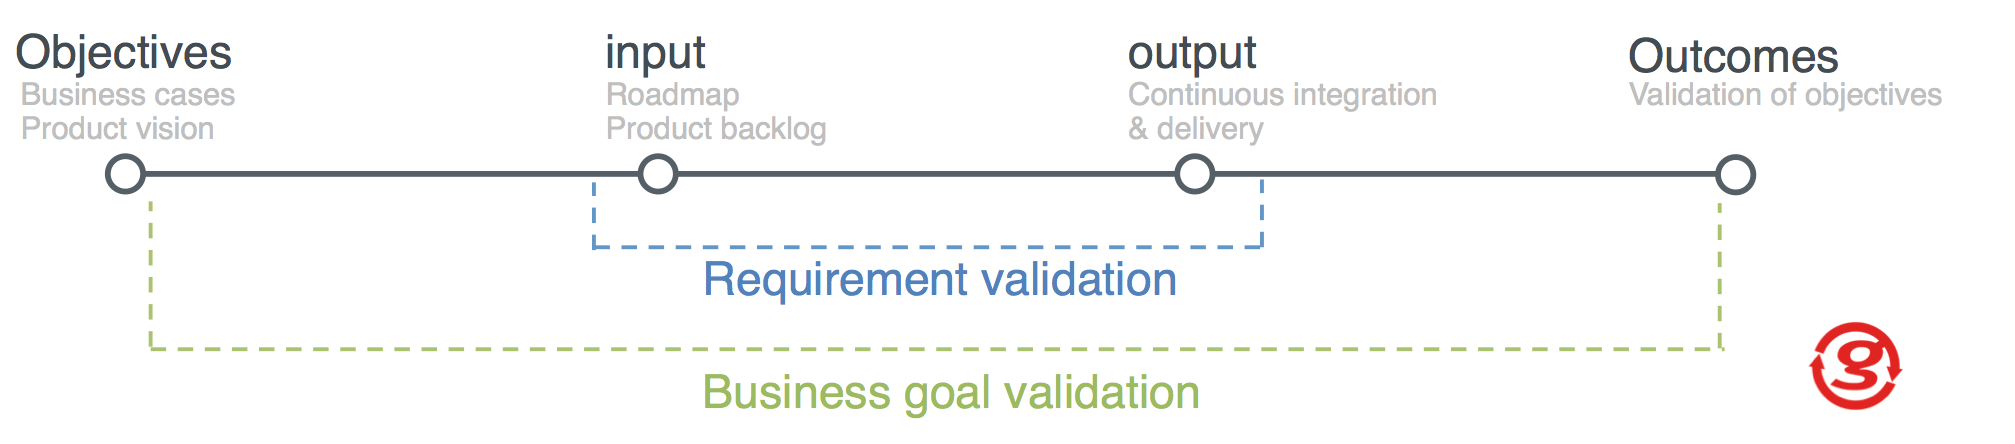 Objectives
Business cases
Product vision
input
Roadmap
Product backlog
output
Continuous integration
& delivery
Outcomes
Validation of objectives
Requirement validation
Business goal validation
g